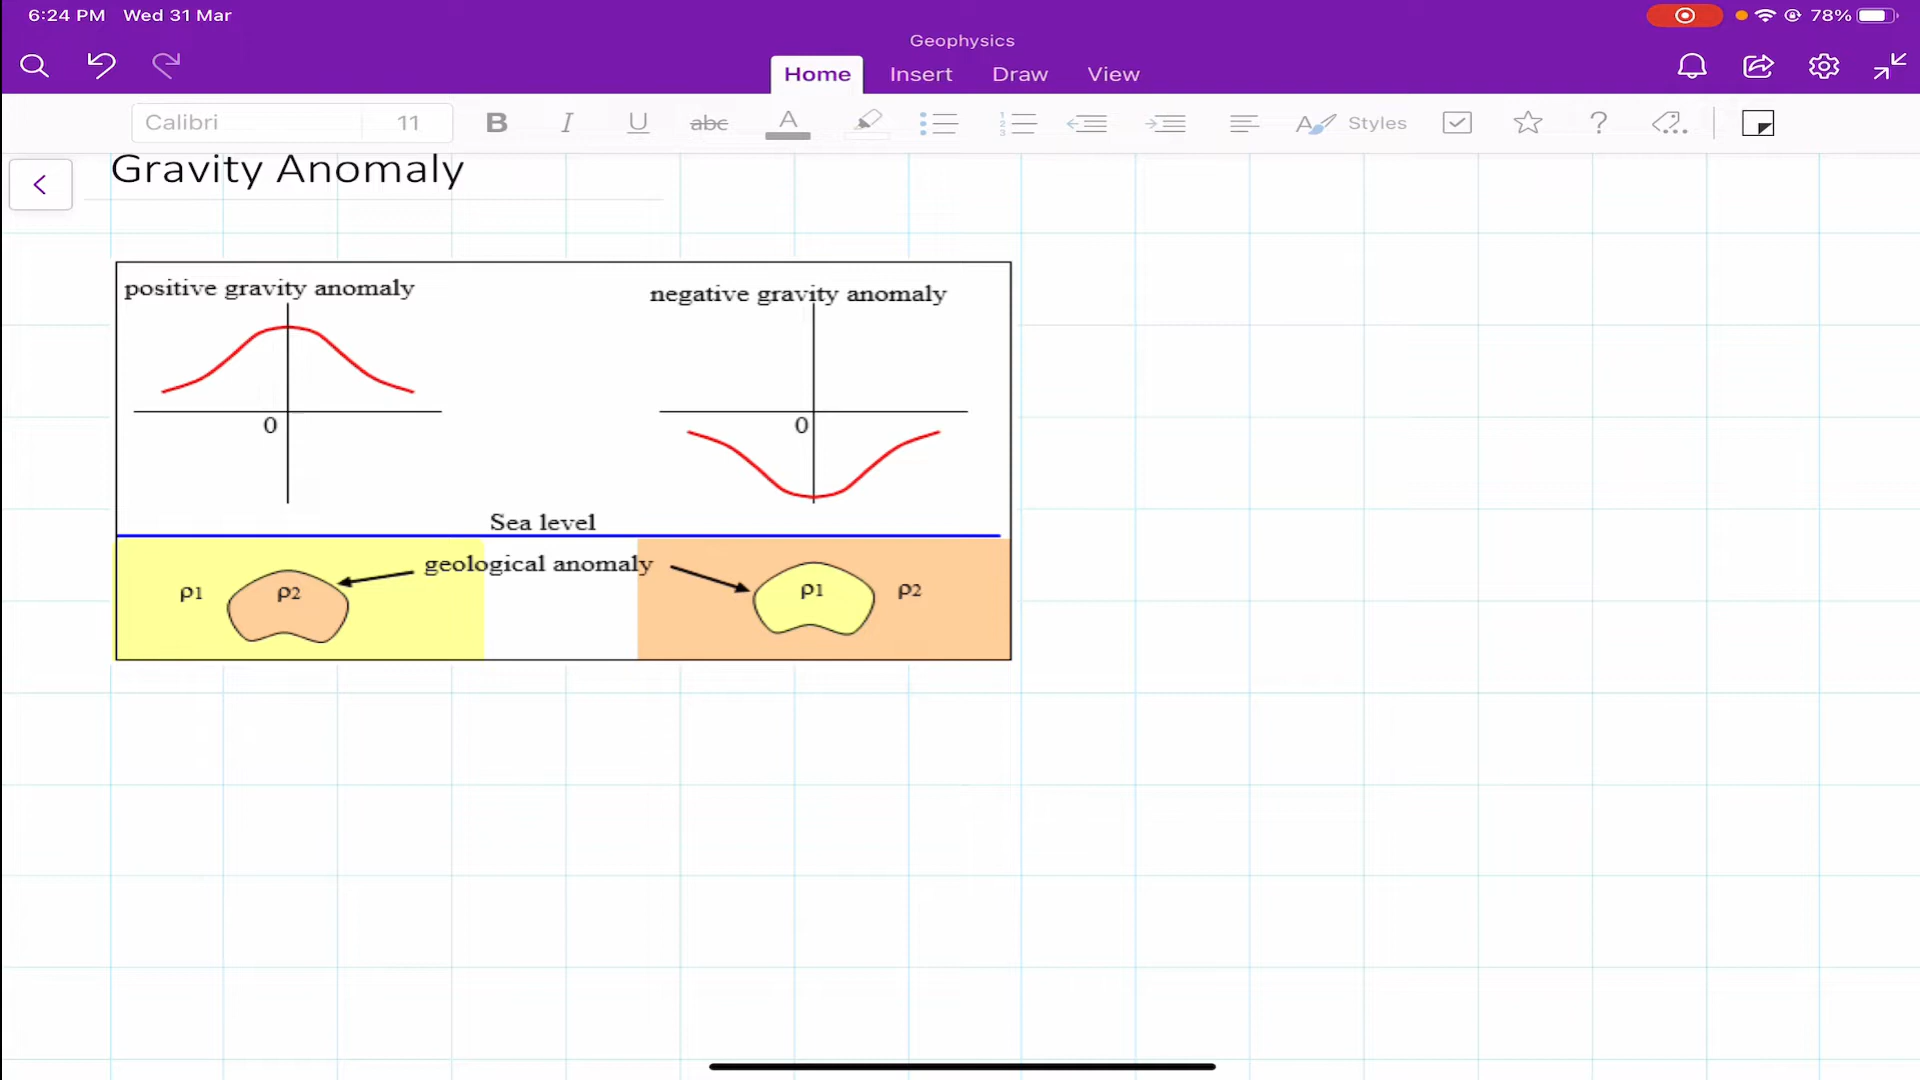 6:24 PM Wed 31 Mar
78%
Geophysics
Home Insert Draw View
Calibri 11 B I U abc A Styles ?
Gravity Anomaly
positive gravity anomaly
negative gravity anomaly
0
0
Sea level
geological anomaly
ρ1 ρ2
ρ1 ρ2